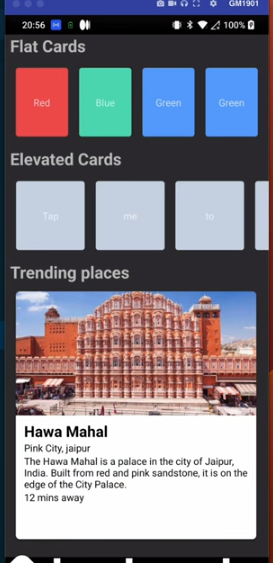 GM1901
20:56
100%
Flat Cards
Red Blue Green Green
Elevated Cards
Tap me to
Trending places
Hawa Mahal
Pink City, jaipur
The Hawa Mahal is a palace in the city of Jaipur,
India. Built from red and pink sandstone, it is on the
edge of the City Palace.
12 mins away